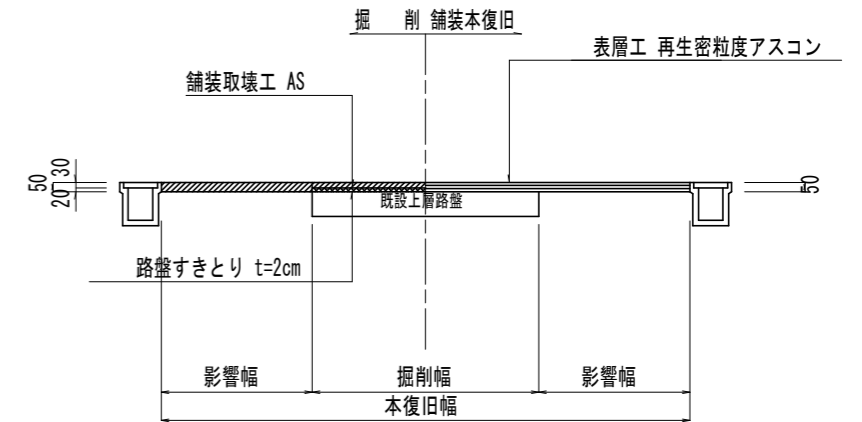 掘 削 舗装本復旧
表層工 再生密粒度アスコン
舗装取壊工 AS
50
30
20
50
既設上層路盤
路盤すきとり t=2cm
影響幅
掘削幅
影響幅
本復旧幅